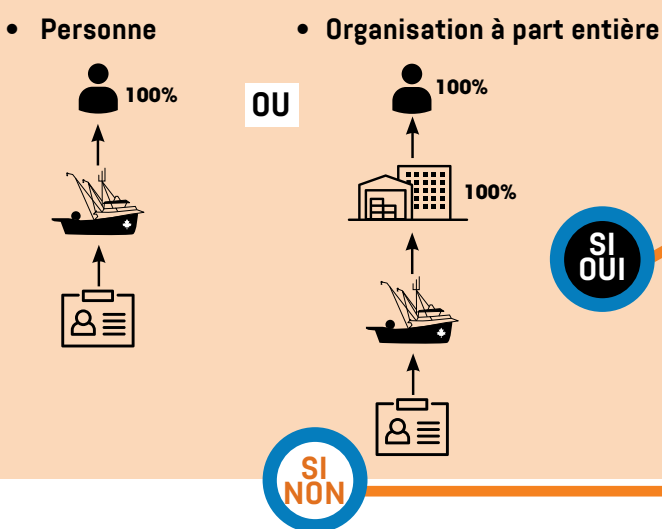 • Personne
100%
OU
• Organisation à part entière
100%
100%
SI
OUI
SI
NON